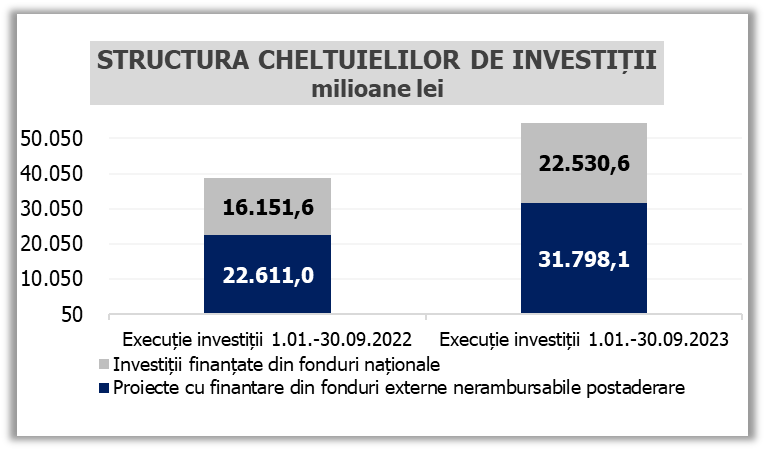 STRUCTURA CHELTUIELILOR DE INVESTIȚII
milioane lei
50.050
40.050
30.050
20.050
10.050
50
16.151,6
22.611,0
22.530,6
31.798,1
Execuție investiții 1.01.-30.09.2022
Execuție investiții 1.01.-30.09.2023
Investiții finanțate din fonduri naționale
Proiecte cu finantare din fonduri externe nerambursabile postaderare